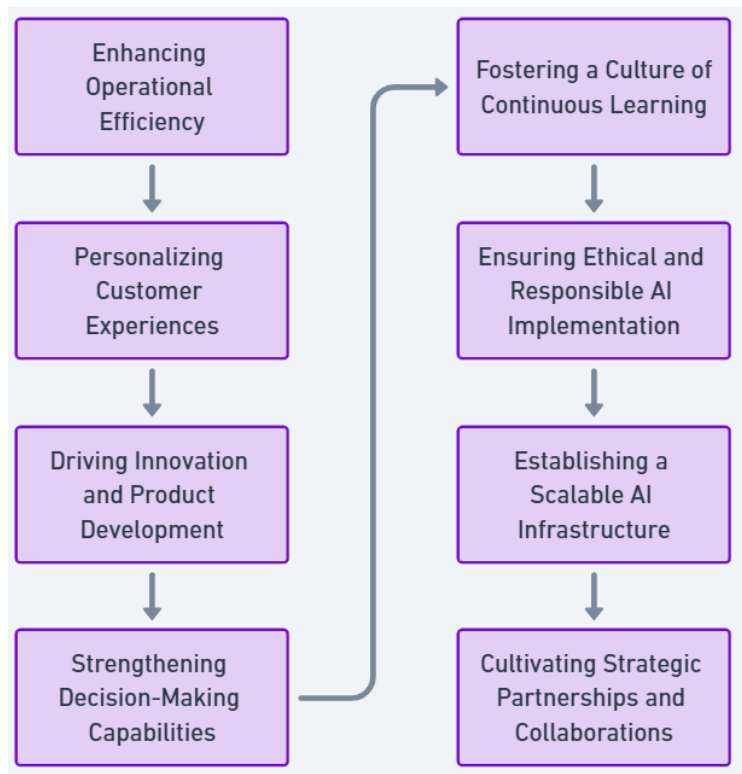 Enhancing
Operational
Efficiency
Personalizing
Customer
Experiences
Driving Innovation
and Product
Development
Strengthening
Decision-Making
Capabilities
Fostering a Culture of
Continuous Learning
Ensuring Ethical and
Responsible AI
Implementation
Establishing a
Scalable AI
Infrastructure
Cultivating Strategic
Partnerships and
Collaborations